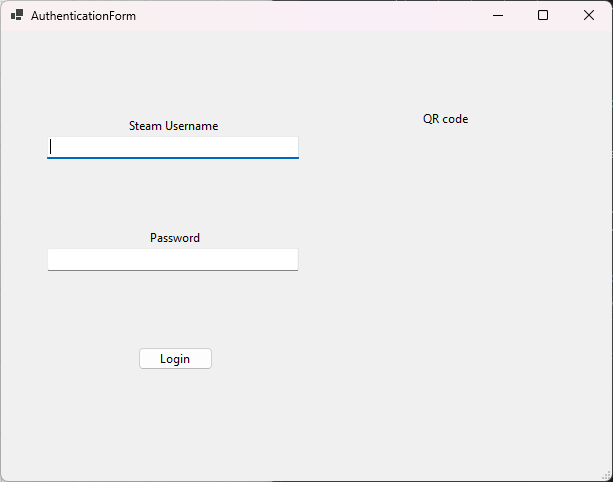 AuthenticationForm
Steam Username
QR code
Password
Login